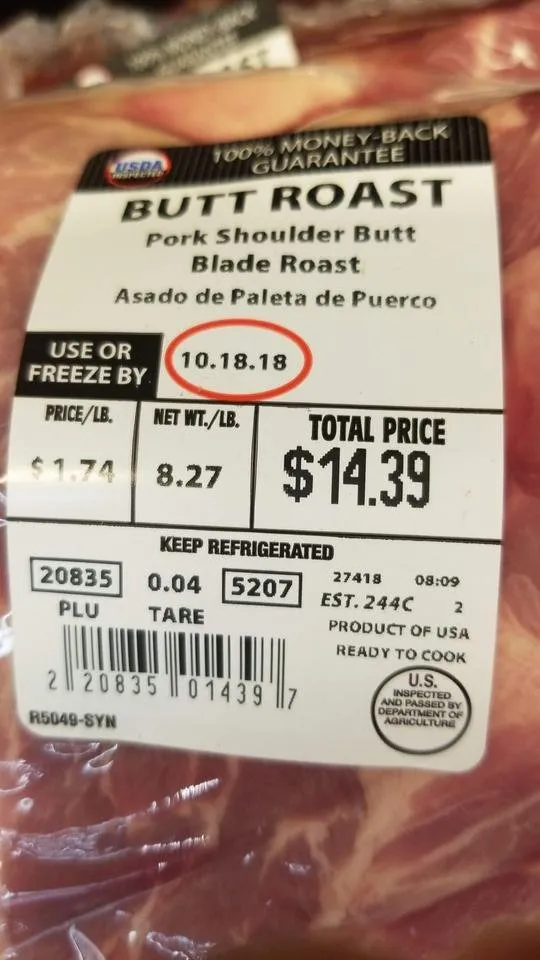 USDA
INSPECTED
100% MONEY-BACK
GUARANTEE
BUTT ROAST
Pork Shoulder Butt
Blade Roast
Asado de Paleta de Puerco
USE OR
FREEZE BY
10.18.18
PRICE/LB.
$1.74
NET WT./LB.
8.27
TOTAL PRICE
$14.39
KEEP REFRIGERATED
20835
PLU
0.04
TARE
5207
27418 08:09
EST. 244C 2
PRODUCT OF USA
READY TO COOK
2 20835 01439 7
R5049-SYN
U.S.
INSPECTED
AND PASSED BY
DEPARTMENT OF
AGRICULTURE